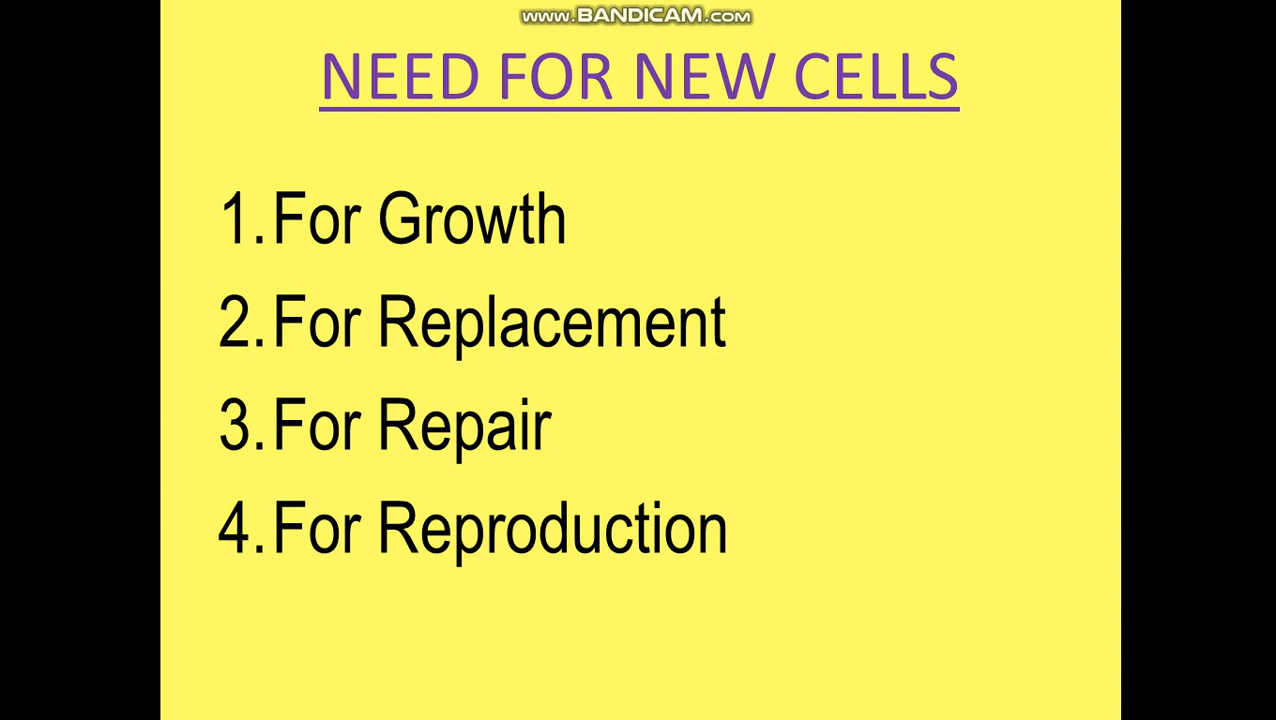 www.BANDICAM.com
NEED FOR NEW CELLS
1. For Growth
2. For Replacement
3. For Repair
4. For Reproduction